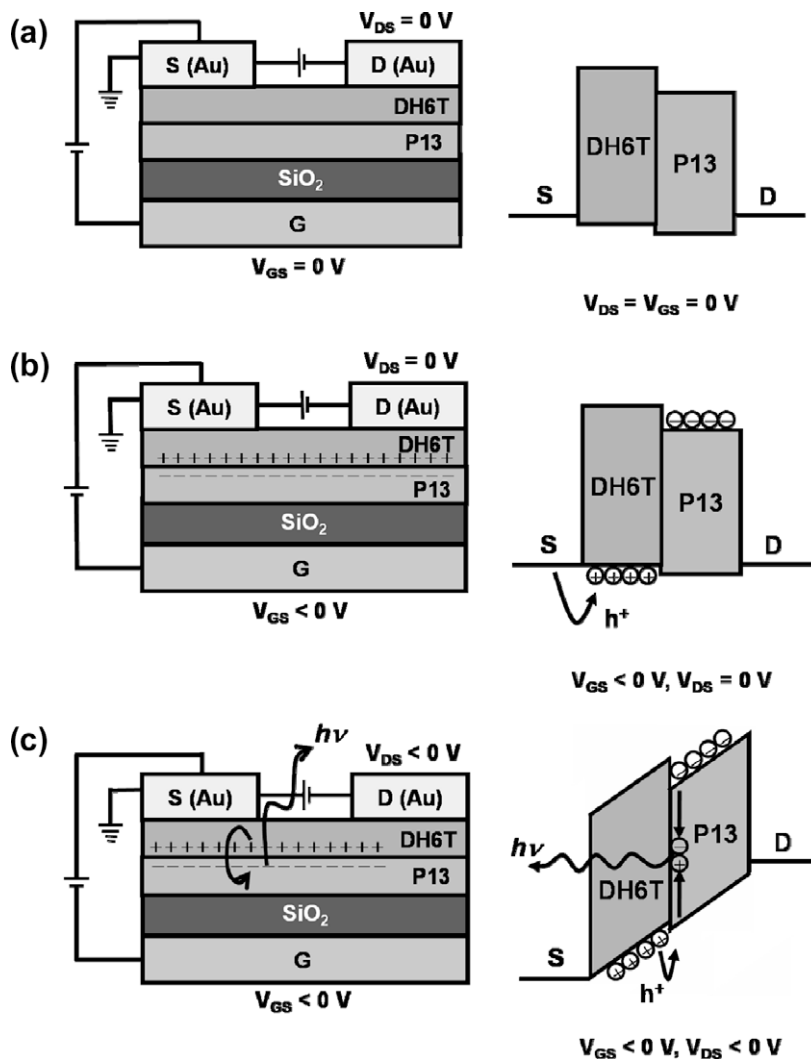 (a)
V_DS = 0 V
S (Au)
D (Au)
DH6T
P13
SiO₂
G
V_GS = 0 V
DH6T
P13
S
D
V_DS = V_GS = 0 V
(b)
V_DS = 0 V
S (Au)
D (Au)
DH6T
+ + + + + + + + + + + + + + + + + + + +
P13
SiO₂
G
V_GS < 0 V
DH6T
P13
S
D
h⁺
V_GS < 0 V, V_DS = 0 V
(c)
hν
V_DS < 0 V
S (Au)
D (Au)
DH6T
P13
SiO₂
G
V_GS < 0 V
P13
D
hν
DH6T
S
h⁺
V_GS < 0 V, V_DS < 0 V